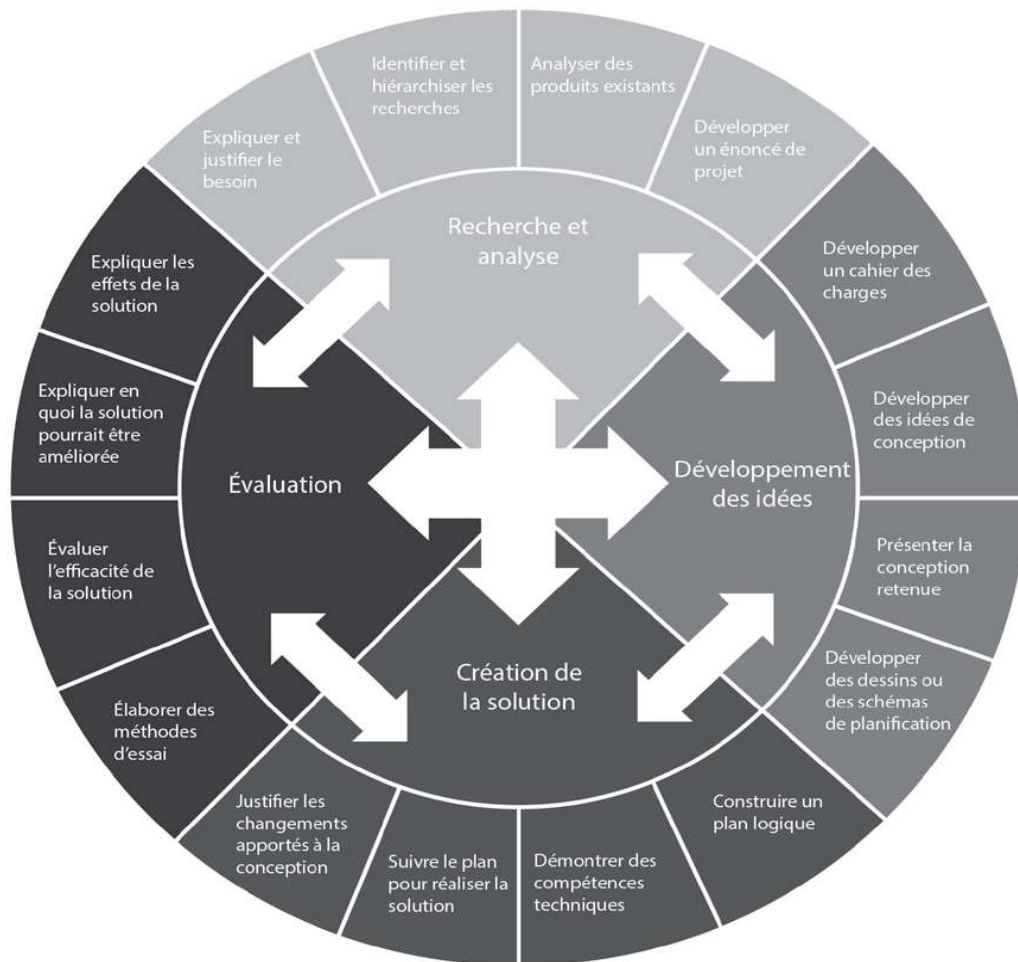 Identifier et
hiérarchiser les
recherches
Analyser des
produits existants
Développer
un énoncé de
projet
Expliquer et
justifier le
besoin
Recherche et
analyse
Développer
un cahier des
charges
Développer
des idées de
conception
Présenter la
conception
retenue
Développer
des dessins ou
des schémas
de planification
Développement
des idées
Construire un
plan logique
Démontrer des
compétences
techniques
Suivre le plan
pour réaliser la
solution
Justifier les
changements
apportés à la
conception
Création de
la solution
Élaborer des
méthodes
d'essai
Évaluer
l'efficacité de
la solution
Expliquer en
quoi la solution
pourrait être
améliorée
Expliquer les
effets de la
solution
Évaluation